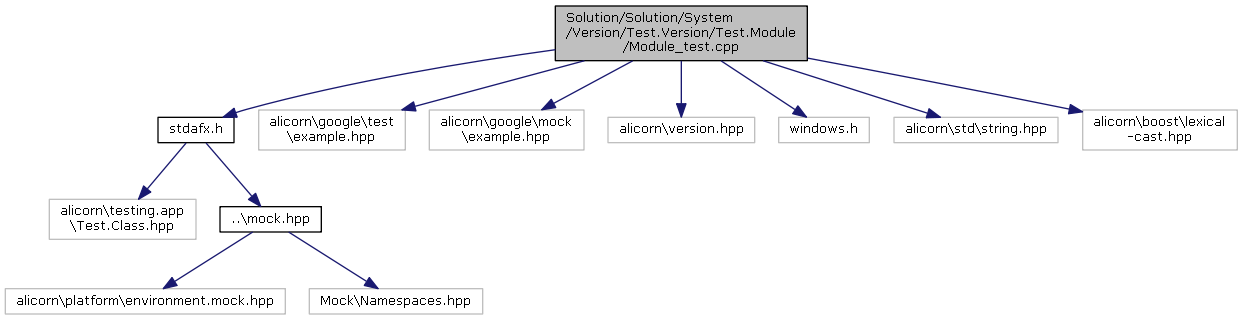 Solution/Solution/System
/Version/Test.Version/Test.Module
/Module_test.cpp
stdafx.h
alicorn\google\test
\example.hpp
alicorn\google\mock
\example.hpp
alicorn\version.hpp
windows.h
alicorn\std\string.hpp
alicorn\boost\lexical
-cast.hpp
alicorn\testing.app
\Test.Class.hpp
..\mock.hpp
alicorn\platform\environment.mock.hpp
Mock\Namespaces.hpp